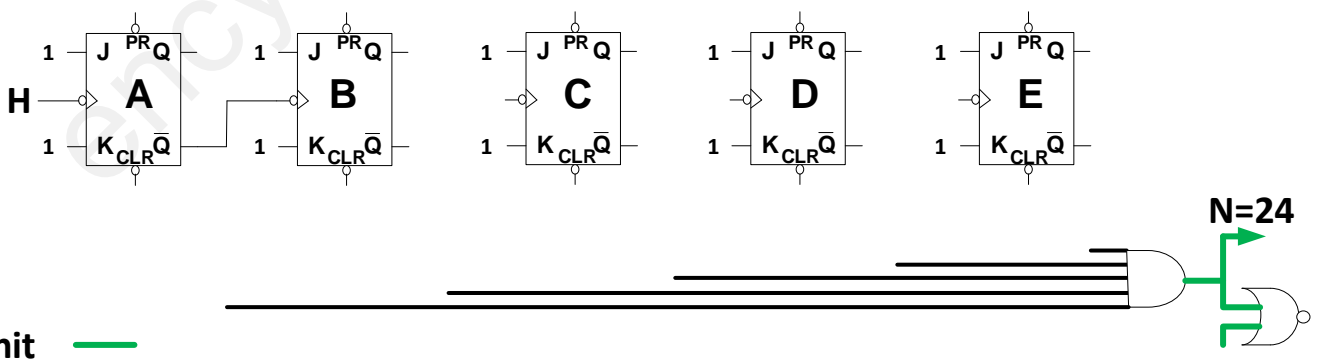 1 J PR Q 1 J PR Q 1 J PR Q 1 J PR Q 1 J PR Q
H A B C D E
1 K CLR Q̅ 1 K CLR Q̅ 1 K CLR Q̅ 1 K CLR Q̅ 1 K CLR Q̅
N=24
nit
ency